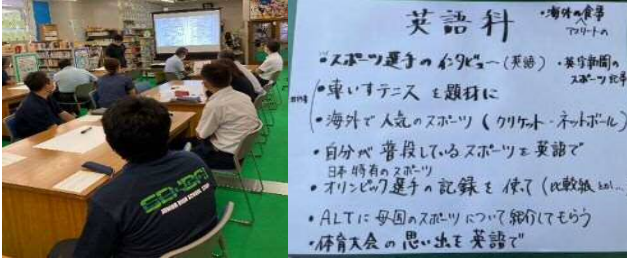 英語科
・海外の食事
アスリートの
・スポーツ選手のインタビュー(英語)
・英字新聞の
スポーツ記事
・車いすテニスを題材に
・海外で人気のスポーツ(クリケット・ネットボール)
・自分が普段しているスポーツを英語で
日本特有のスポーツ
・オリンピック選手の記録を使って(比較級
・ALTに母国のスポーツについて紹介してもらう
・体育大会の思い出を英語で
JUNIOR HIGH SCHOOL